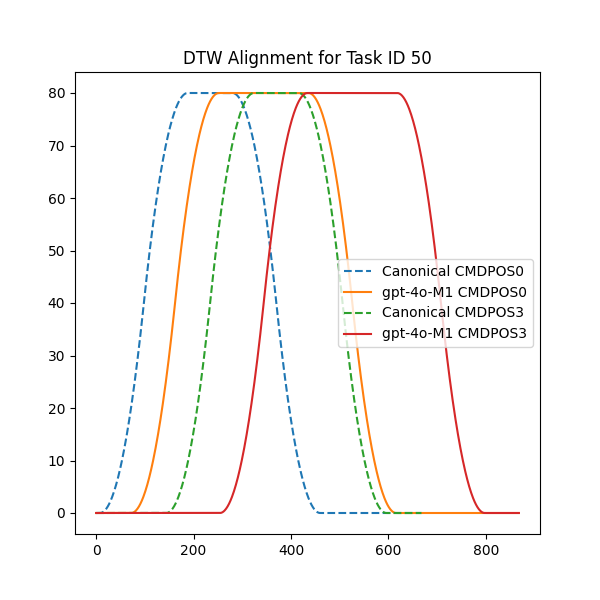 DTW Alignment for Task ID 50
80
70
60
50
40
30
20
10
0
Canonical CMDPOS0
gpt-4o-M1 CMDPOS0
Canonical CMDPOS3
gpt-4o-M1 CMDPOS3
0 200 400 600 800